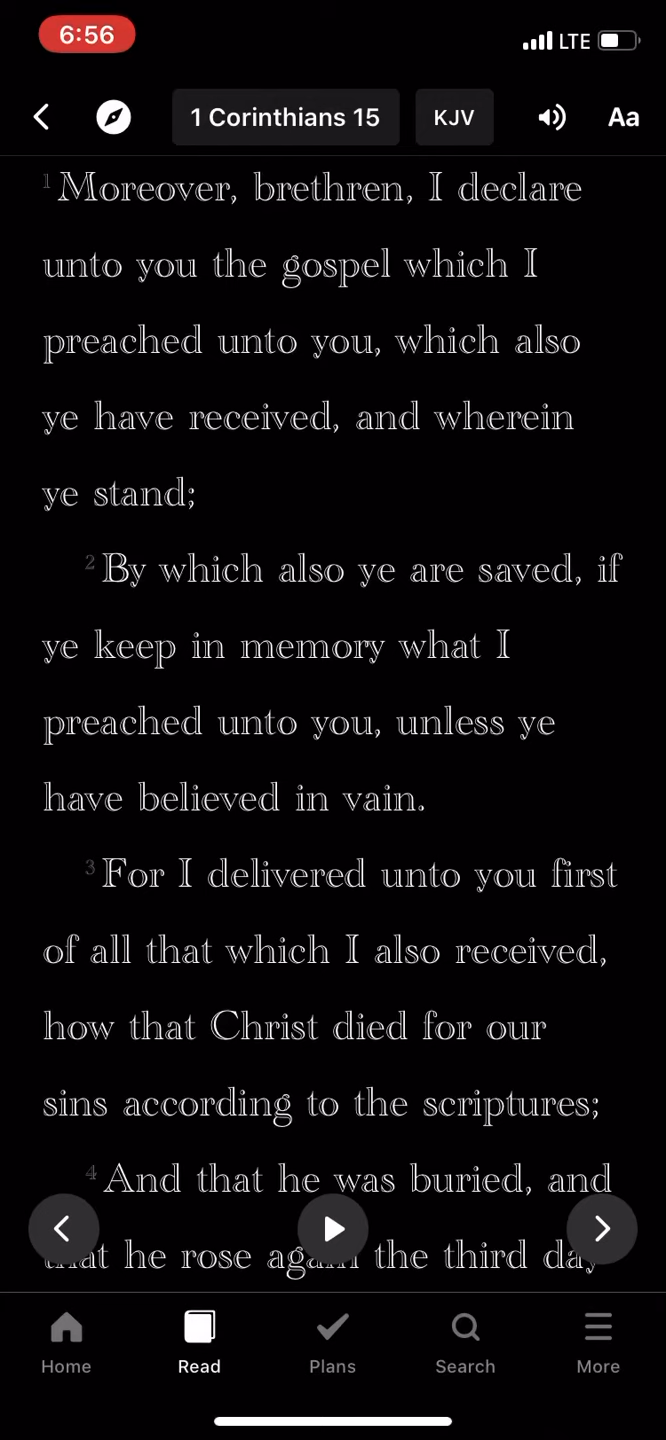 6:56
LTE
1 Corinthians 15
KJV
Aa
1 Moreover, brethren, I declare
unto you the gospel which I
preached unto you, which also
ye have received, and wherein
ye stand;
2 By which also ye are saved, if
ye keep in memory what I
preached unto you, unless ye
have believed in vain.
3 For I delivered unto you first
of all that which I also received,
how that Christ died for our
sins according to the scriptures;
4 And that he was buried, and
that he rose again the third day
Home
Read
Plans
Search
More